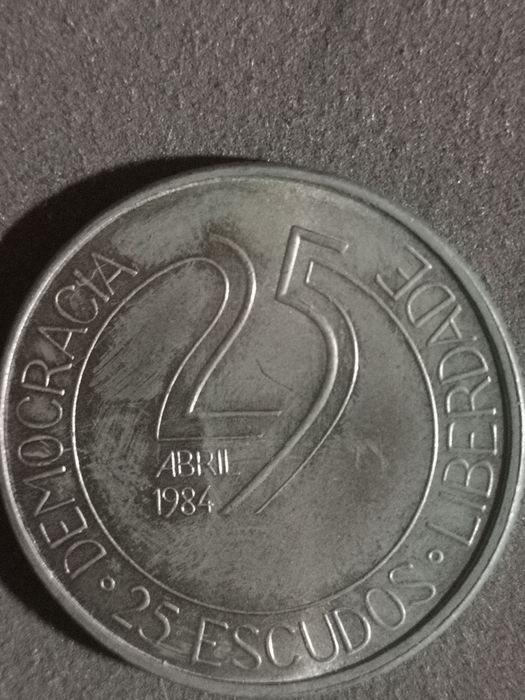 25
ABRIL
1984
DEMOCRACIA · 25 ESCUDOS · LIBERDADE